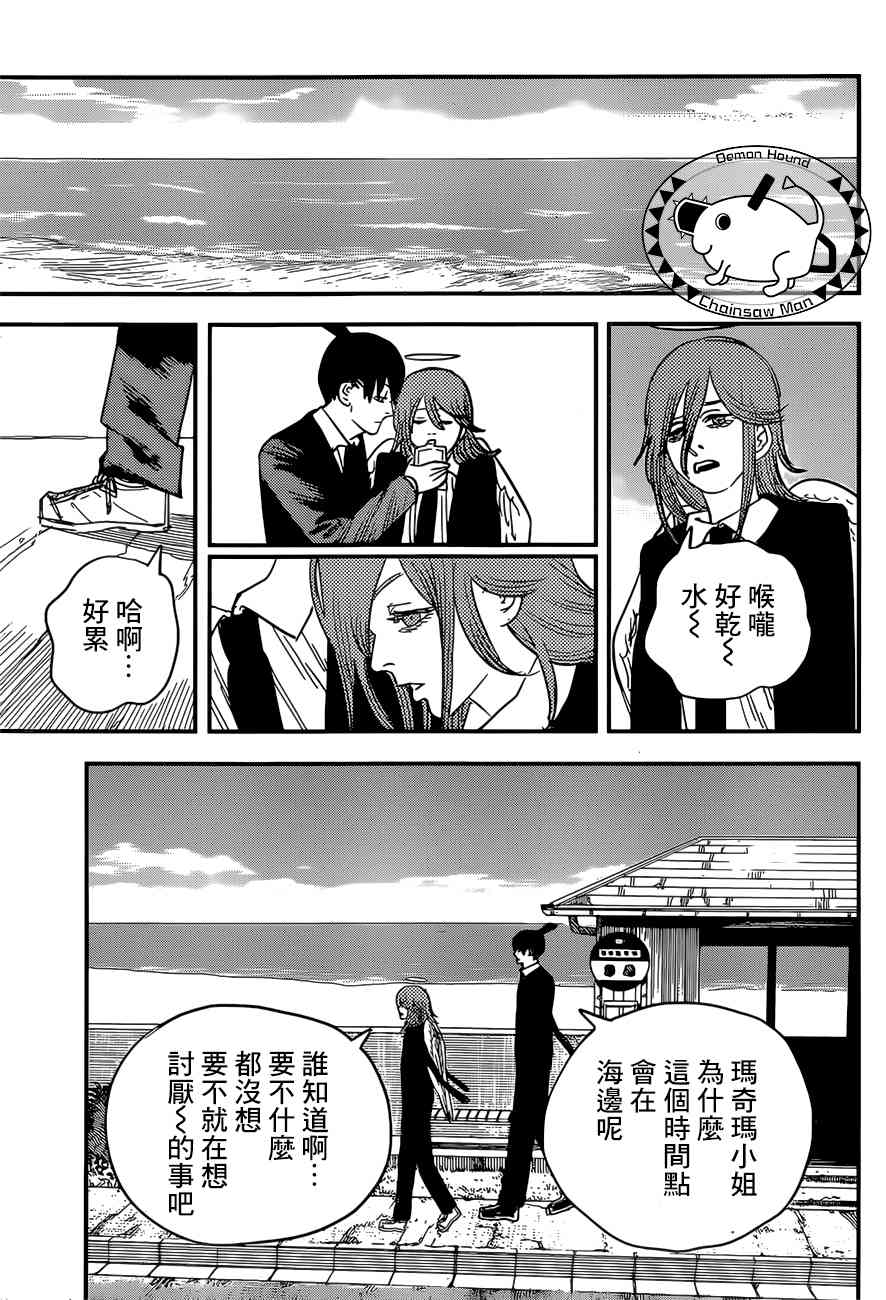 Demon Hound
Chainsaw Man
喉嚨
好乾~
水~
哈啊…
好累
瑪奇瑪小姐
為什麼
這個時間點
會在
海邊呢
誰知道啊…
要不什麼
都沒想
要不就在想
討厭~的事吧